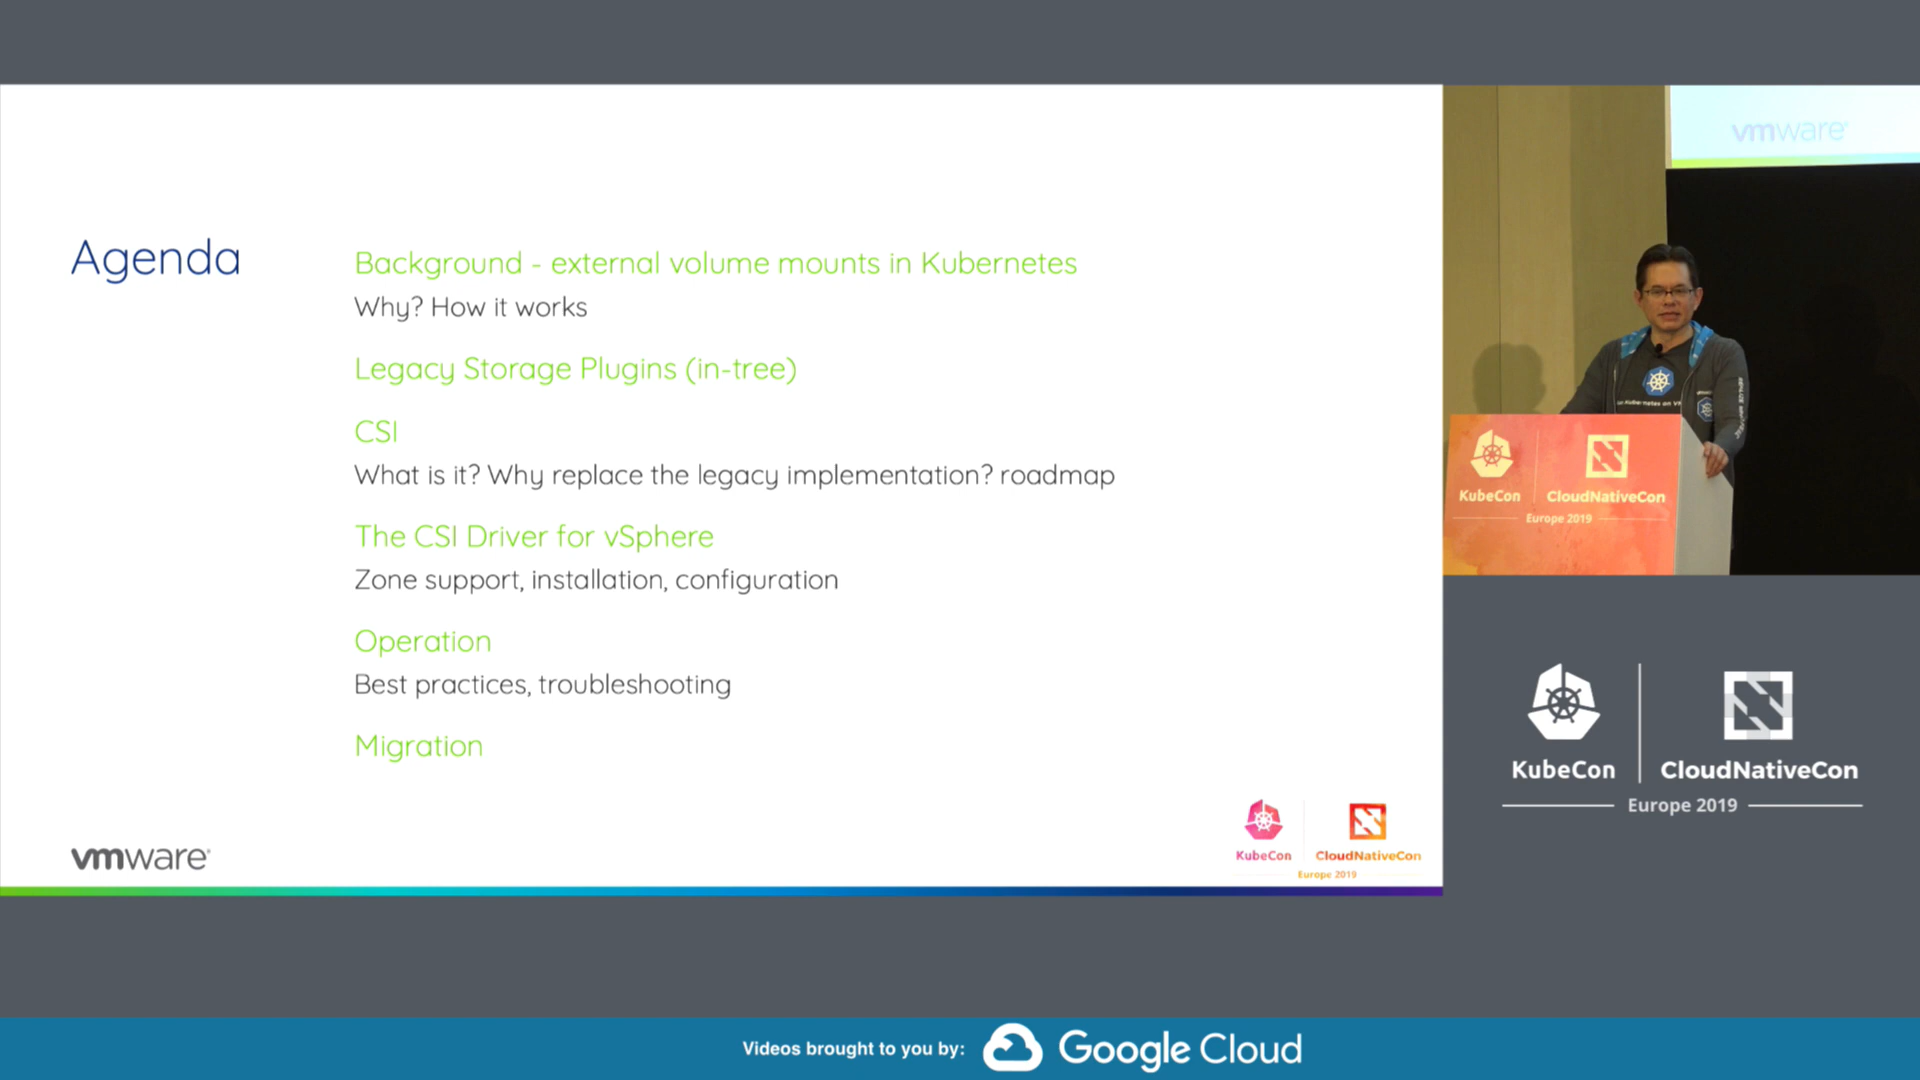 Agenda
Background - external volume mounts in Kubernetes
Why? How it works
Legacy Storage Plugins (in-tree)
CSI
What is it? Why replace the legacy implementation? roadmap
The CSI Driver for vSphere
Zone support, installation, configuration
Operation
Best practices, troubleshooting
Migration
vmware
KubeCon
CloudNativeCon
Europe 2019
vmware
KubeCon
CloudNativeCon
Europe 2019
KubeCon
CloudNativeCon
Europe 2019
Videos brought to you by:
Google Cloud